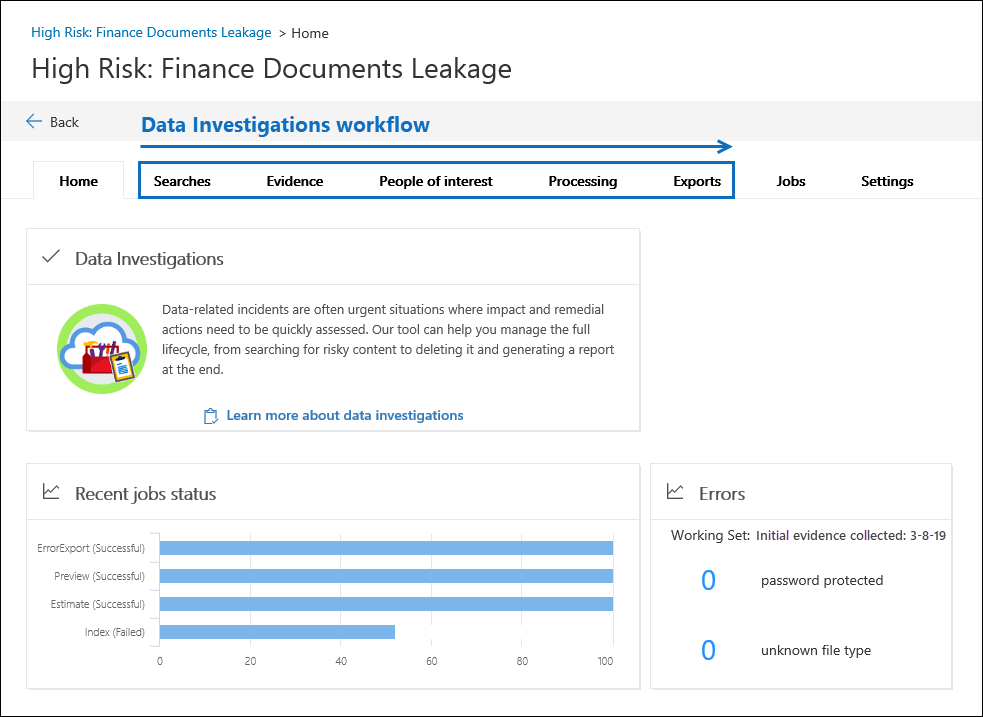 High Risk: Finance Documents Leakage > Home
High Risk: Finance Documents Leakage
Back
Data Investigations workflow
Home Searches Evidence People of interest Processing Exports Jobs Settings
Data Investigations
Data-related incidents are often urgent situations where impact and remedial
actions need to be quickly assessed. Our tool can help you manage the full
lifecycle, from searching for risky content to deleting it and generating a report
at the end.
Learn more about data investigations
Recent jobs status
ErrorExport (Successful)
Preview (Successful)
Estimate (Successful)
Index (Failed)
0 20 40 60 80 100
Errors
Working Set: Initial evidence collected: 3-8-19
0 password protected
0 unknown file type